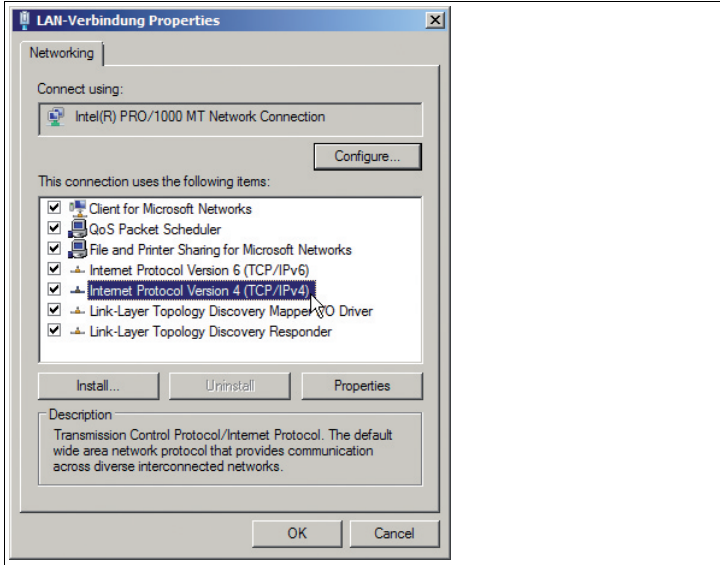 LAN-Verbindung Properties
Networking
Connect using:
Intel(R) PRO/1000 MT Network Connection
Configure...
This connection uses the following items:
Client for Microsoft Networks
QoS Packet Scheduler
File and Printer Sharing for Microsoft Networks
Internet Protocol Version 6 (TCP/IPv6)
Internet Protocol Version 4 (TCP/IPv4)
Link-Layer Topology Discovery Mapper I/O Driver
Link-Layer Topology Discovery Responder
Install...
Uninstall
Properties
Description
Transmission Control Protocol/Internet Protocol. The default
wide area network protocol that provides communication
across diverse interconnected networks.
OK
Cancel